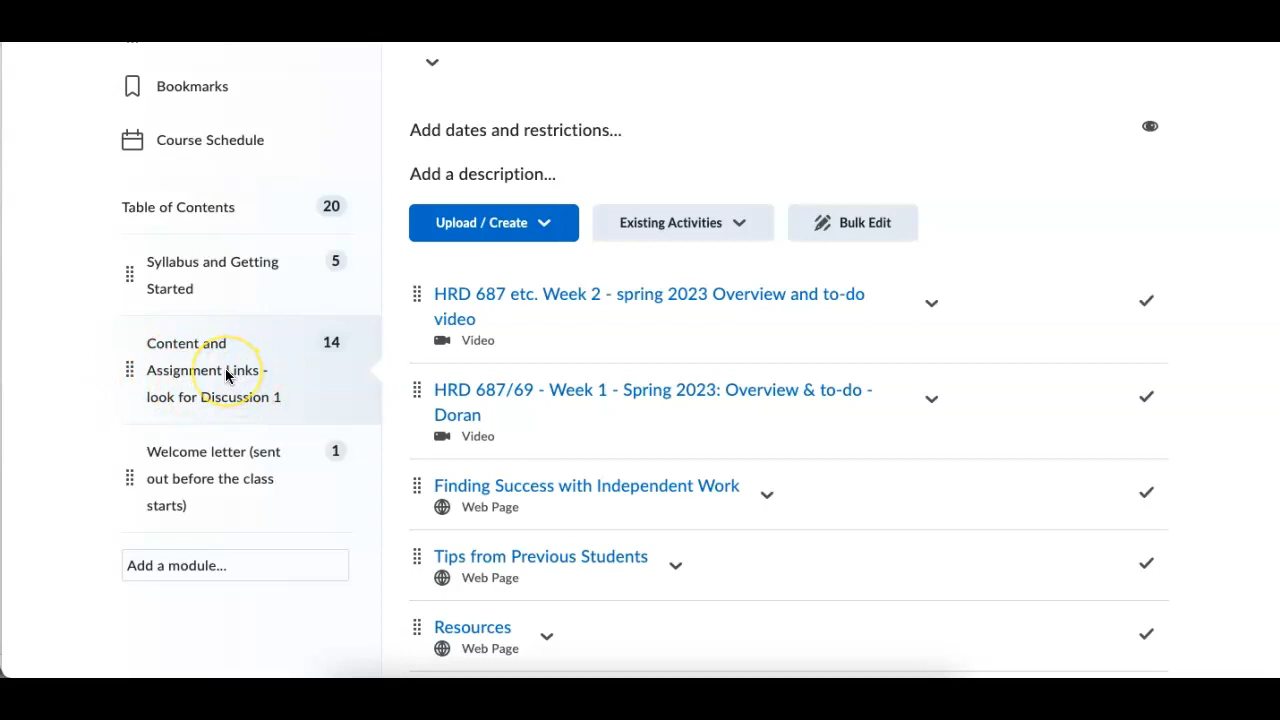 Bookmarks
Course Schedule
Table of Contents 20
Syllabus and Getting 5
Started
Content and 14
Assignment Links -
look for Discussion 1
Welcome letter (sent 1
out before the class
starts)
Add a module...
Add dates and restrictions...
Add a description...
Upload / Create Existing Activities Bulk Edit
HRD 687 etc. Week 2 - spring 2023 Overview and to-do
video
Video
HRD 687/69 - Week 1 - Spring 2023: Overview & to-do -
Doran
Video
Finding Success with Independent Work
Web Page
Tips from Previous Students
Web Page
Resources
Web Page